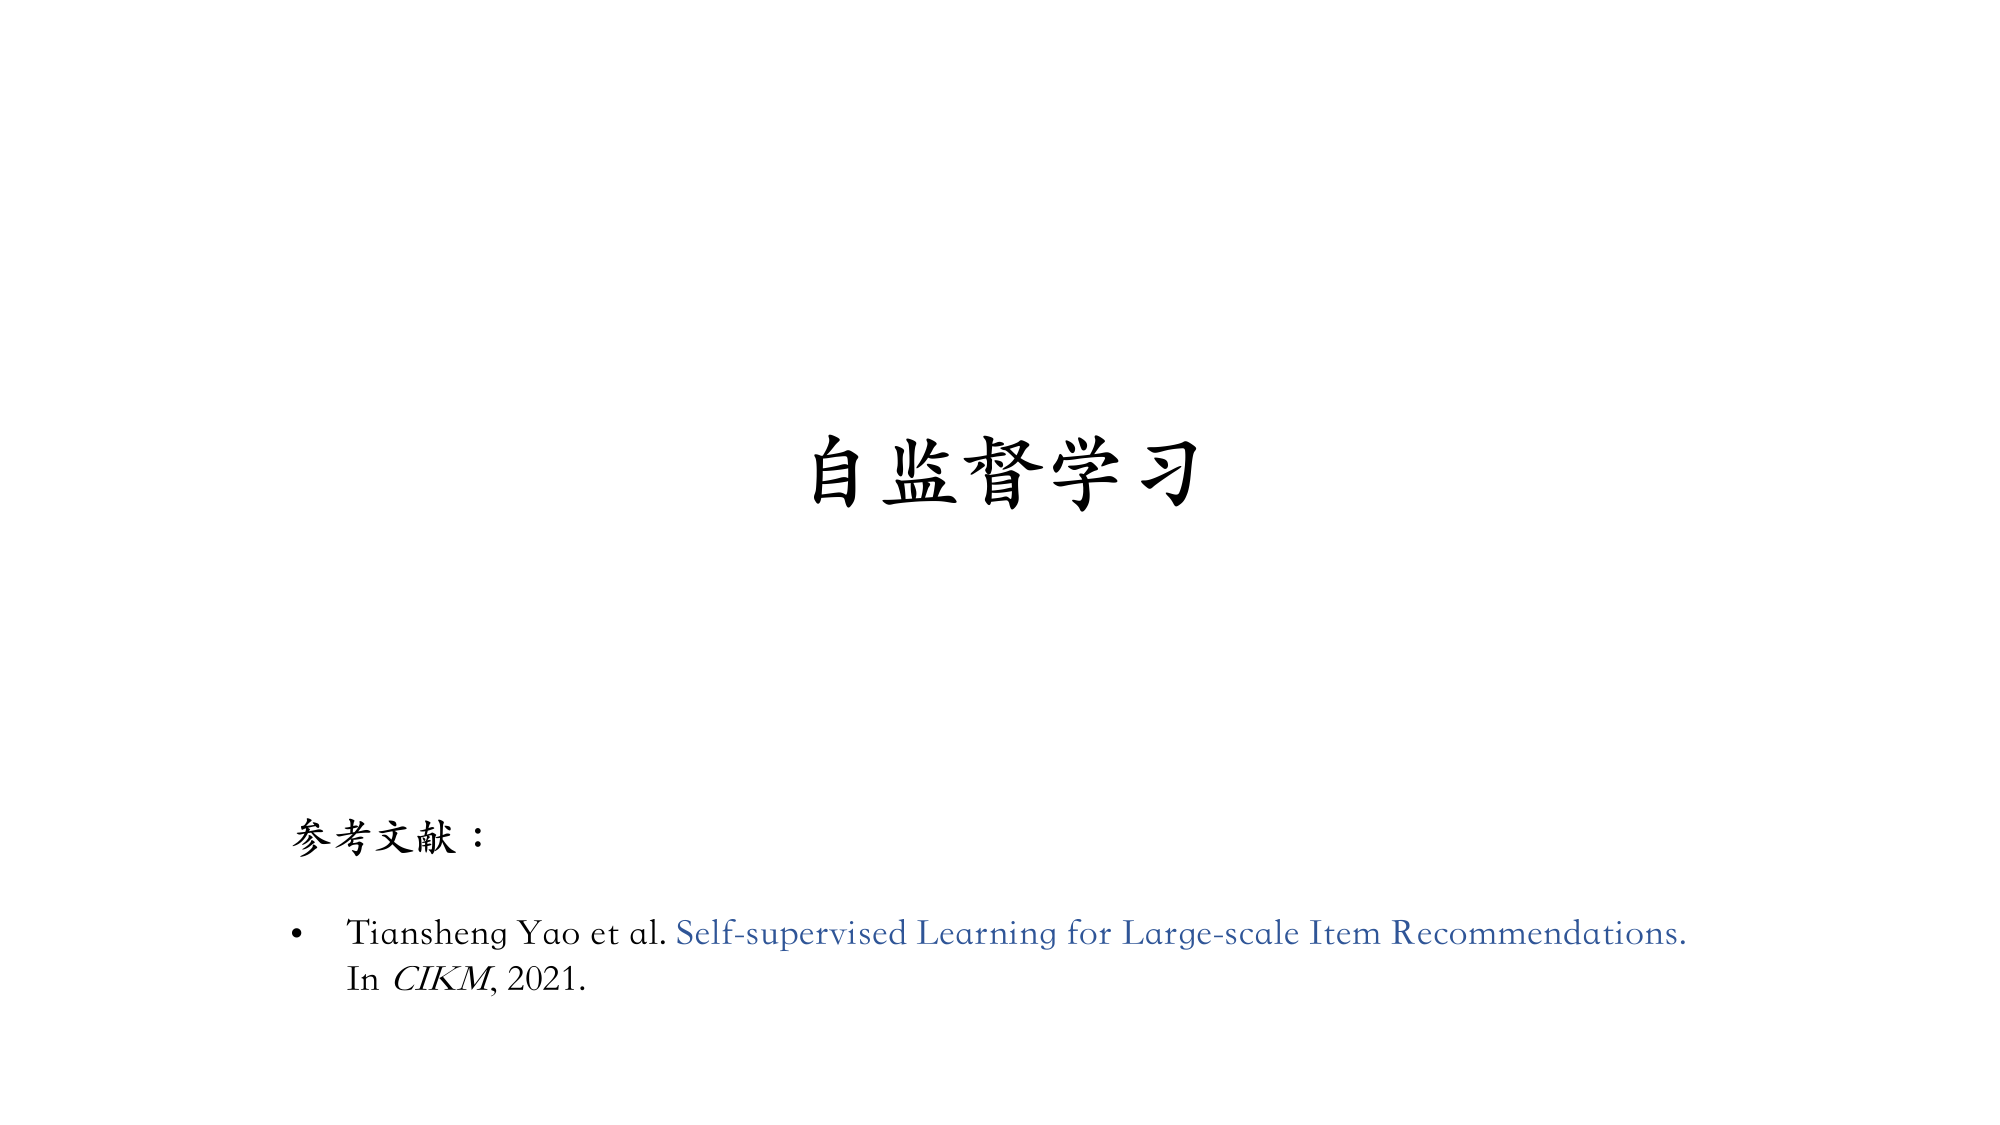 自监督学习
参考文献：
• Tiansheng Yao et al. Self-supervised Learning for Large-scale Item Recommendations.
In CIKM, 2021.